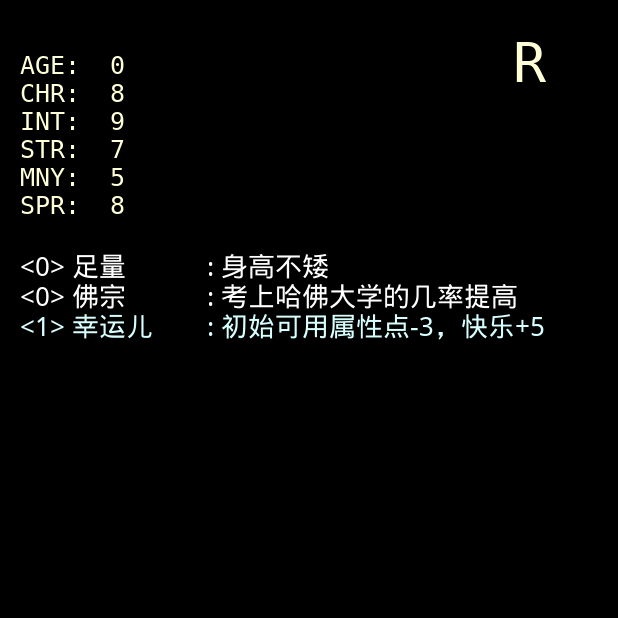 R
AGE: 0
CHR: 8
INT: 9
STR: 7
MNY: 5
SPR: 8
<0> 足量 : 身高不矮
<0> 佛宗 : 考上哈佛大学的几率提高
<1> 幸运儿 : 初始可用属性点-3，快乐+5